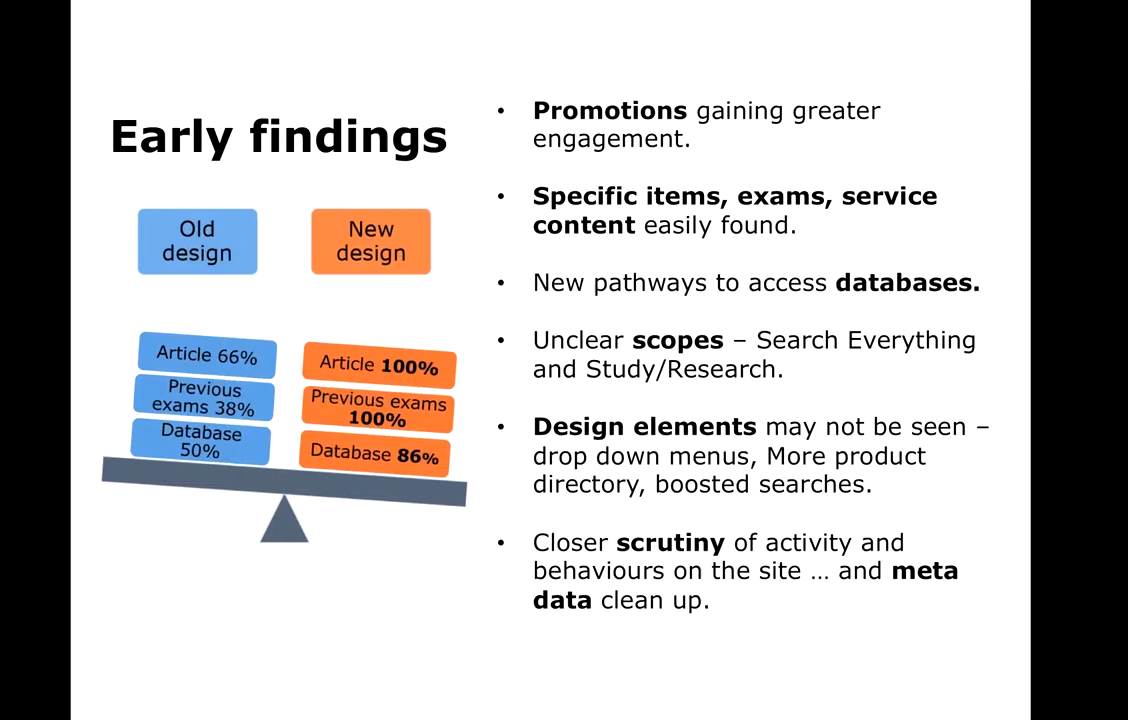 Early findings
Old
design
New
design
Article 66%
Previous
exams 38%
Database
50%
Article 100%
Previous exams
100%
Database 86%
• Promotions gaining greater
engagement.
• Specific items, exams, service
content easily found.
• New pathways to access databases.
• Unclear scopes – Search Everything
and Study/Research.
• Design elements may not be seen –
drop down menus, More product
directory, boosted searches.
• Closer scrutiny of activity and
behaviours on the site … and meta
data clean up.